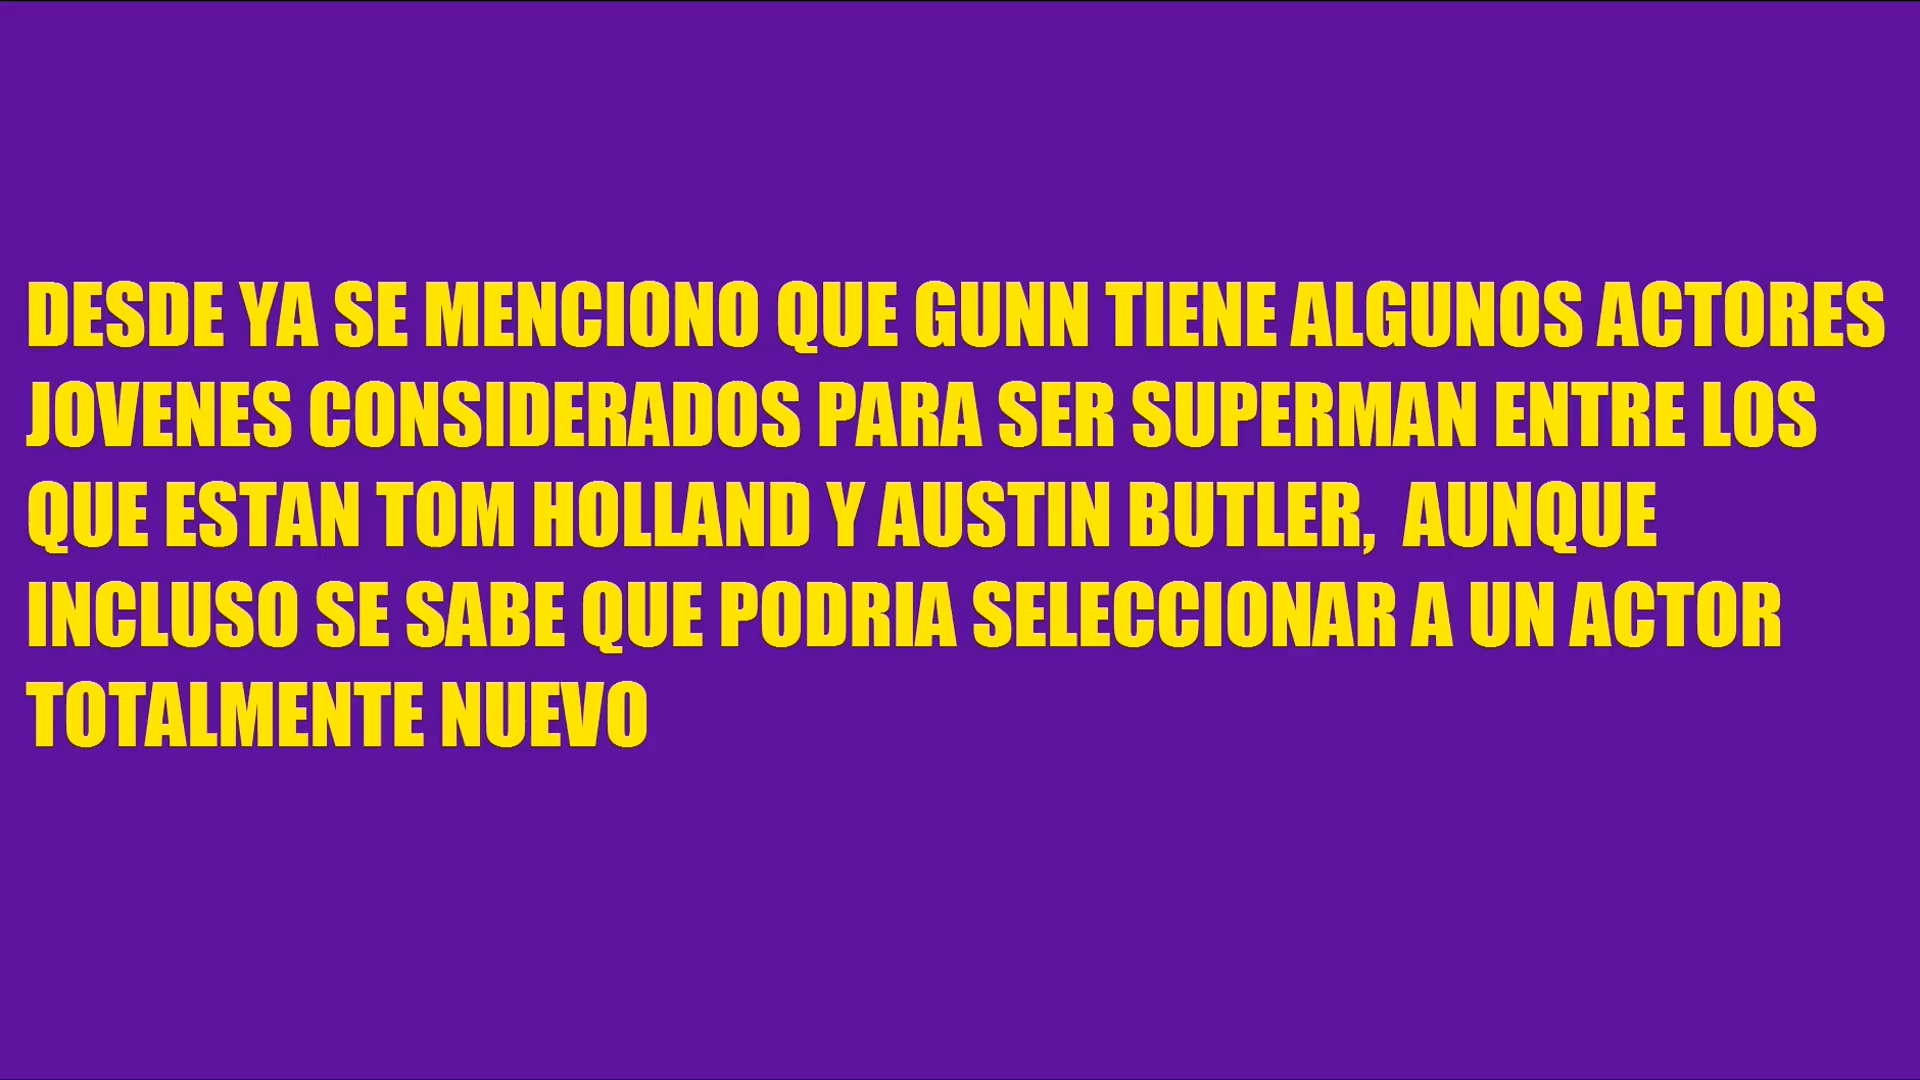 DESDE YA SE MENCIONO QUE GUNN TIENE ALGUNOS ACTORES
JOVENES CONSIDERADOS PARA SER SUPERMAN ENTRE LOS
QUE ESTAN TOM HOLLAND Y AUSTIN BUTLER,  AUNQUE
INCLUSO SE SABE QUE PODRIA SELECCIONAR A UN ACTOR
TOTALMENTE NUEVO